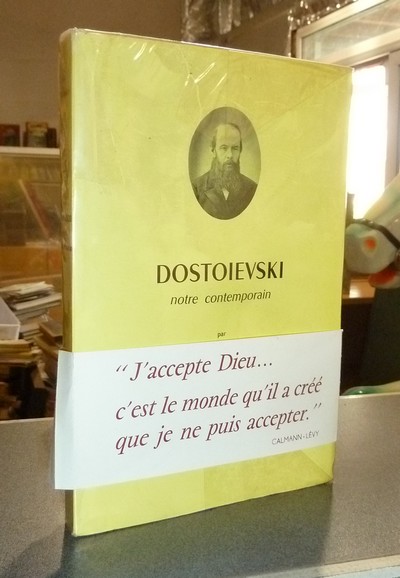 DOSTOIEVSKI
notre contemporain
par
“ J'accepte Dieu...
c'est le monde qu'il a créé
que je ne puis accepter.”
CALMANN-LÉVY